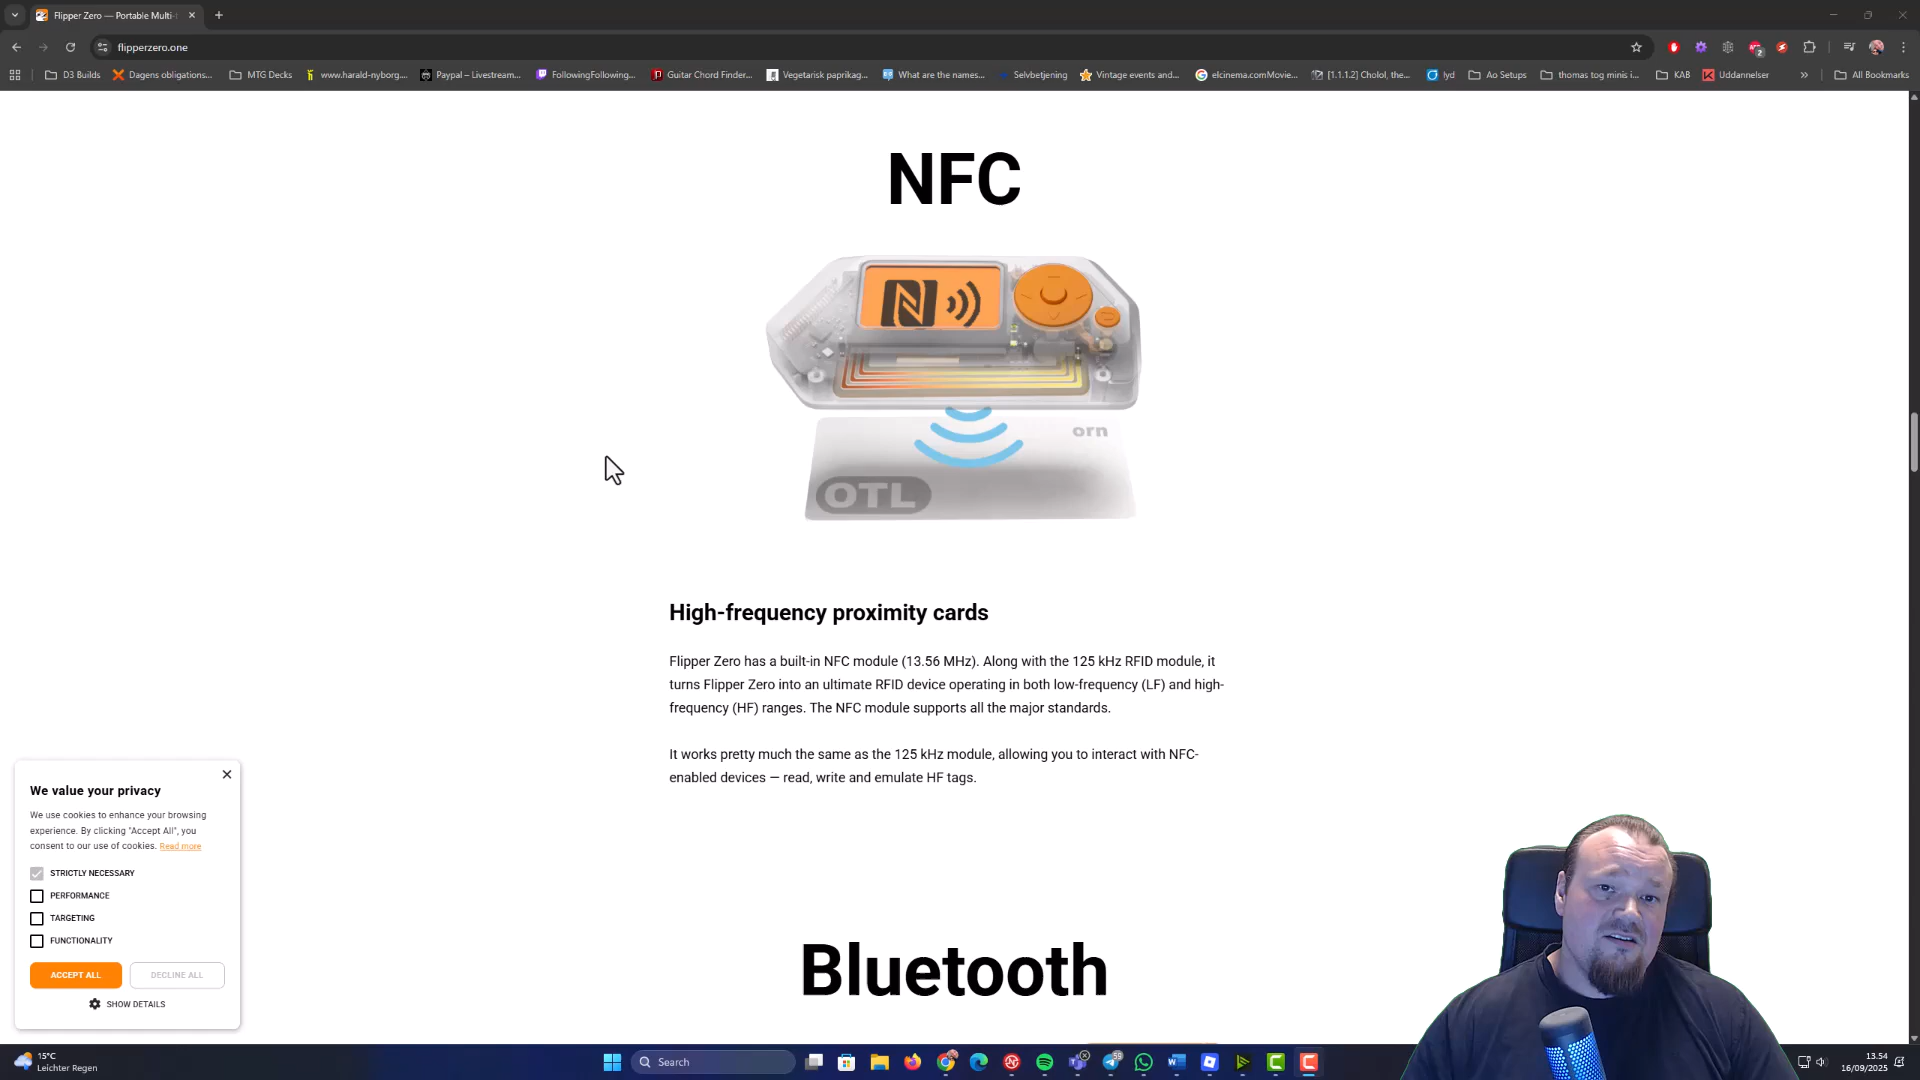 Flipper Zero — Portable Multi-
flipperzero.one
D3 Builds
Dagens obligations...
MTG Decks
www.harald-nyborg....
Paypal – Livestream...
FollowingFollowing...
Guitar Chord Finder...
Vegetarisk paprikag...
What are the names...
Selvbetjening
Vintage events and...
elcinema.comMovie...
[1.1.1.2] Cholol, the...
lyd
Ao Setups
thomas tog minis i...
KAB
Uddannelser
All Bookmarks
NFC
orn
OTL
High-frequency proximity cards
Flipper Zero has a built-in NFC module (13.56 MHz). Along with the 125 kHz RFID module, it
turns Flipper Zero into an ultimate RFID device operating in both low-frequency (LF) and high-
frequency (HF) ranges. The NFC module supports all the major standards.
It works pretty much the same as the 125 kHz module, allowing you to interact with NFC-
enabled devices — read, write and emulate HF tags.
We value your privacy
We use cookies to enhance your browsing
experience. By clicking "Accept All", you
consent to our use of cookies. Read more
STRICTLY NECESSARY
PERFORMANCE
TARGETING
FUNCTIONALITY
ACCEPT ALL
DECLINE ALL
SHOW DETAILS
Bluetooth
15°C
Leichter Regen
Search
13.54
16/09/2025